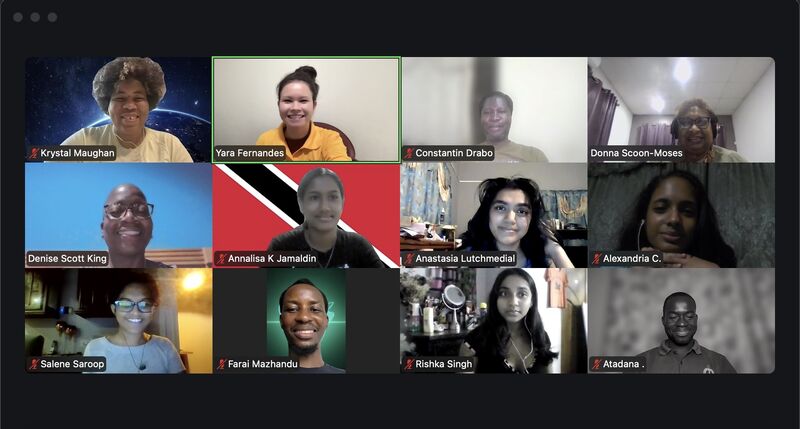 Krystal Maughan
Yara Fernandes
Constantin Drabo
Donna Scoon-Moses
Denise Scott King
Annalisa K Jamaldin
Anastasia Lutchmedial
Alexandria C.
Salene Saroop
Farai Mazhandu
Rishka Singh
Atadana .